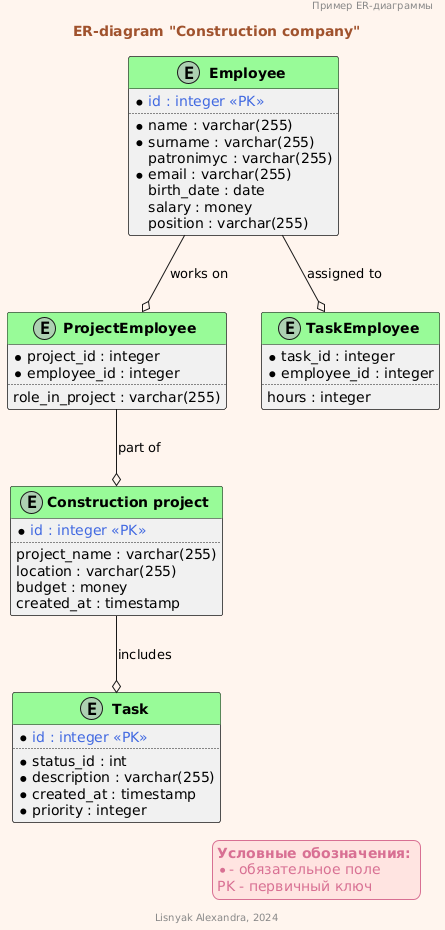 Пример ER-диаграммы
ER-diagram "Construction company"
E Employee
• id : integer «PK»
• name : varchar(255)
• surname : varchar(255)
patronimyc : varchar(255)
• email : varchar(255)
birth_date : date
salary : money
position : varchar(255)
works on
assigned to
E ProjectEmployee
• project_id : integer
• employee_id : integer
role_in_project : varchar(255)
E TaskEmployee
• task_id : integer
• employee_id : integer
hours : integer
part of
E Construction project
• id : integer «PK»
project_name : varchar(255)
location : varchar(255)
budget : money
created_at : timestamp
includes
E Task
• id : integer «PK»
• status_id : int
• description : varchar(255)
• created_at : timestamp
• priority : integer
Условные обозначения:
• - обязательное поле
PK - первичный ключ
Lisnyak Alexandra, 2024